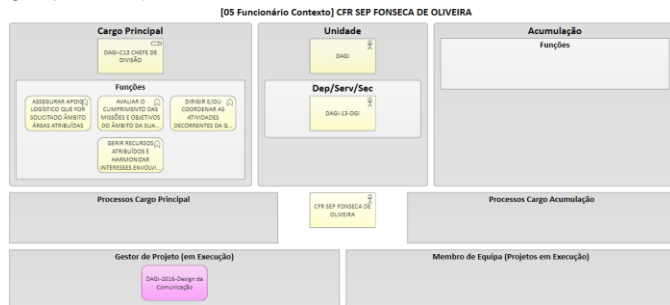 [05 Funcionário Contexto] CFR SEP FONSECA DE OLIVEIRA
Cargo Principal
DAGI-C13 CHEFE DE
DIVISÃO
Funções
ASSEGURAR APOIO
LOGÍSTICO QUE FOR
SOLICITADO ÂMBITO
ÁREAS ATRIBUÍDAS
AVALIAR O
CUMPRIMENTO DAS
MISSÕES E OBJETIVOS
DO ÂMBITO DA SUA...
DIRIGIR E/OU
COORDENAR AS
ATIVIDADES
DECORRENTES DA G...
GERIR RECURSOS
ATRIBUÍDOS E
HARMONIZAR
INTERESSES ENVOLVI...
Unidade
DAGI
Dep/Serv/Sec
DAGI-13-DGI
Acumulação
Funções
Processos Cargo Principal
CFR SEP FONSECA DE
OLIVEIRA
Processos Cargo Acumulação
Gestor de Projeto (em Execução)
DAGI-2016-Design da
Comunicação
Membro de Equipa (Projetos em Execução)